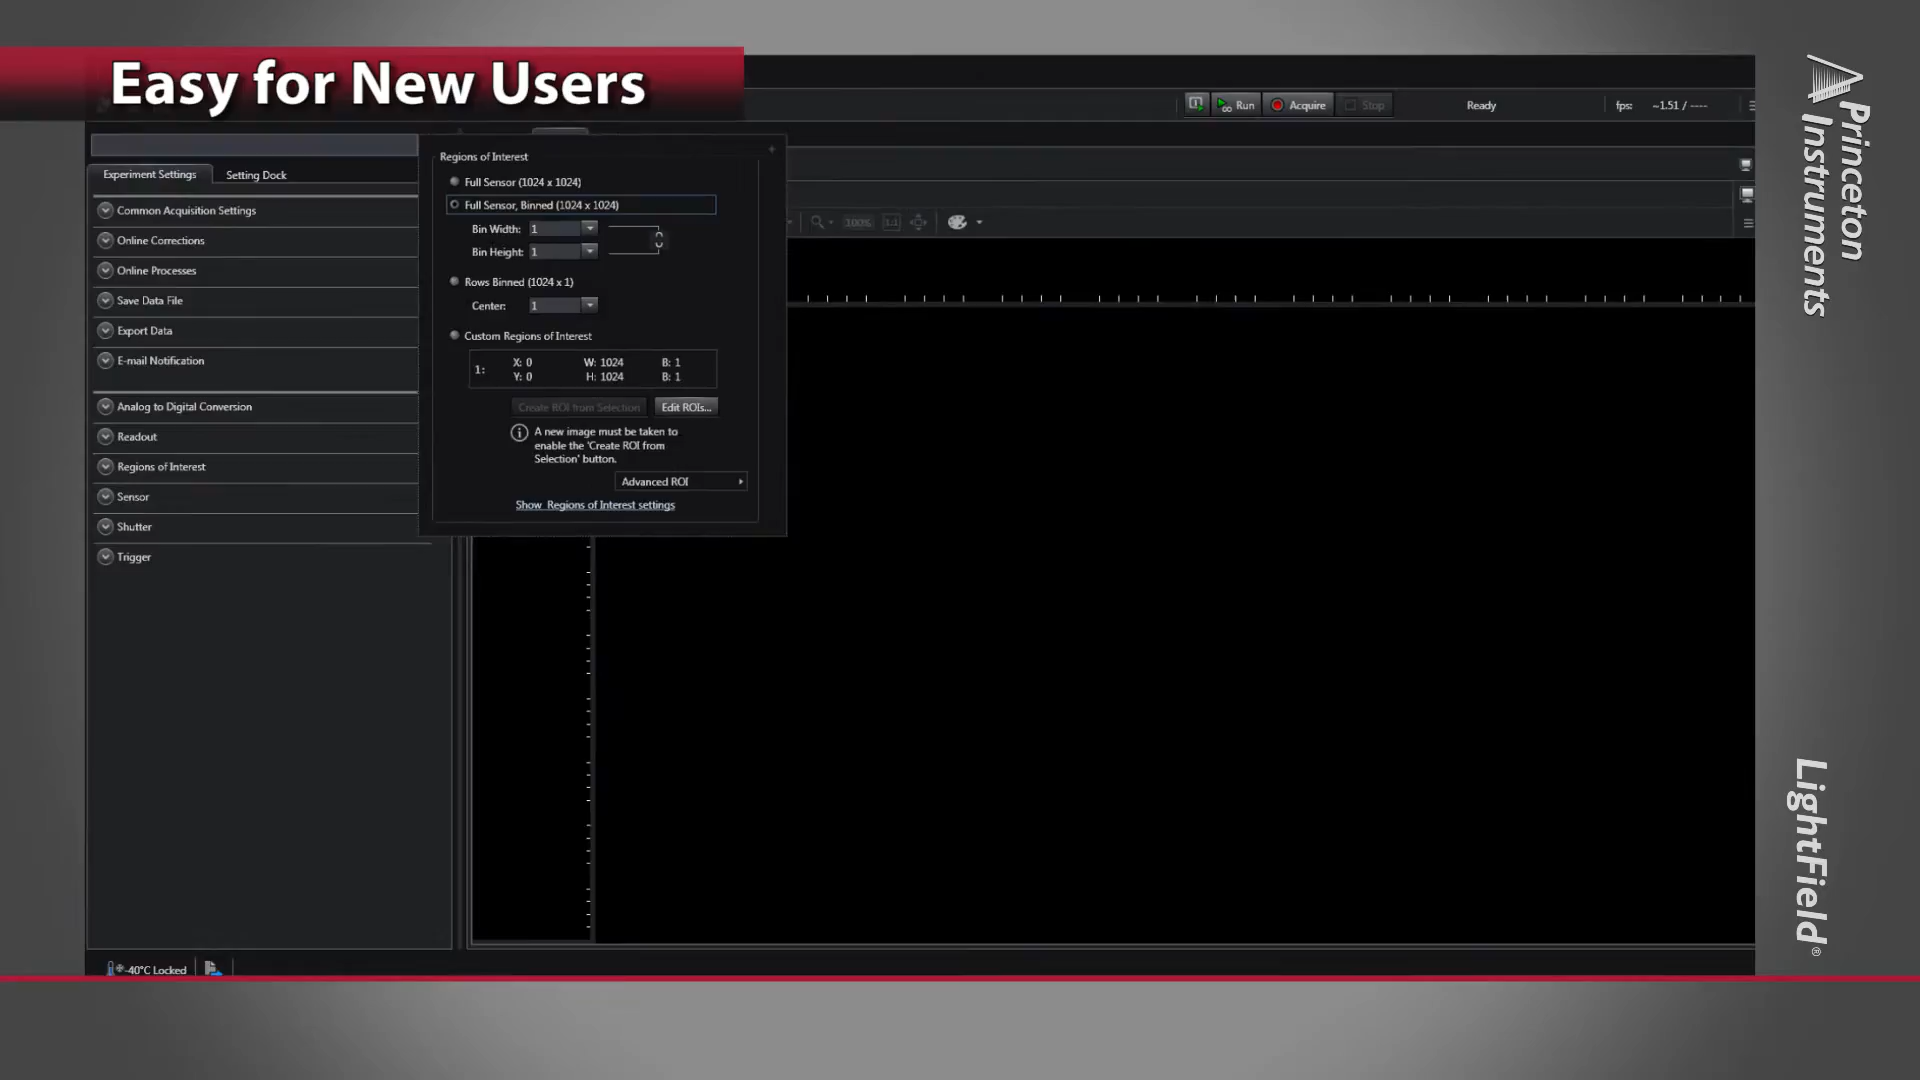 Easy for New Users
Run
Acquire
Stop
Ready
fps: ~1.51 / ----
Experiment Settings
Setting Dock
Common Acquisition Settings
Online Corrections
Online Processes
Save Data File
Export Data
E-mail Notification
Analog to Digital Conversion
Readout
Regions of Interest
Sensor
Shutter
Trigger
Regions of Interest
Full Sensor (1024 x 1024)
Full Sensor, Binned (1024 x 1024)
Bin Width: 1
Bin Height: 1
Rows Binned (1024 x 1)
Center: 1
Custom Regions of Interest
1:
X: 0 W: 1024 B: 1
Y: 0 H: 1024 B: 1
Create ROI from Selection
Edit ROIs...
A new image must be taken to
enable the 'Create ROI from
Selection' button.
Advanced ROI
Show Regions of Interest settings
100%
1:1
-40°C Locked
Princeton
Instruments
LightField®